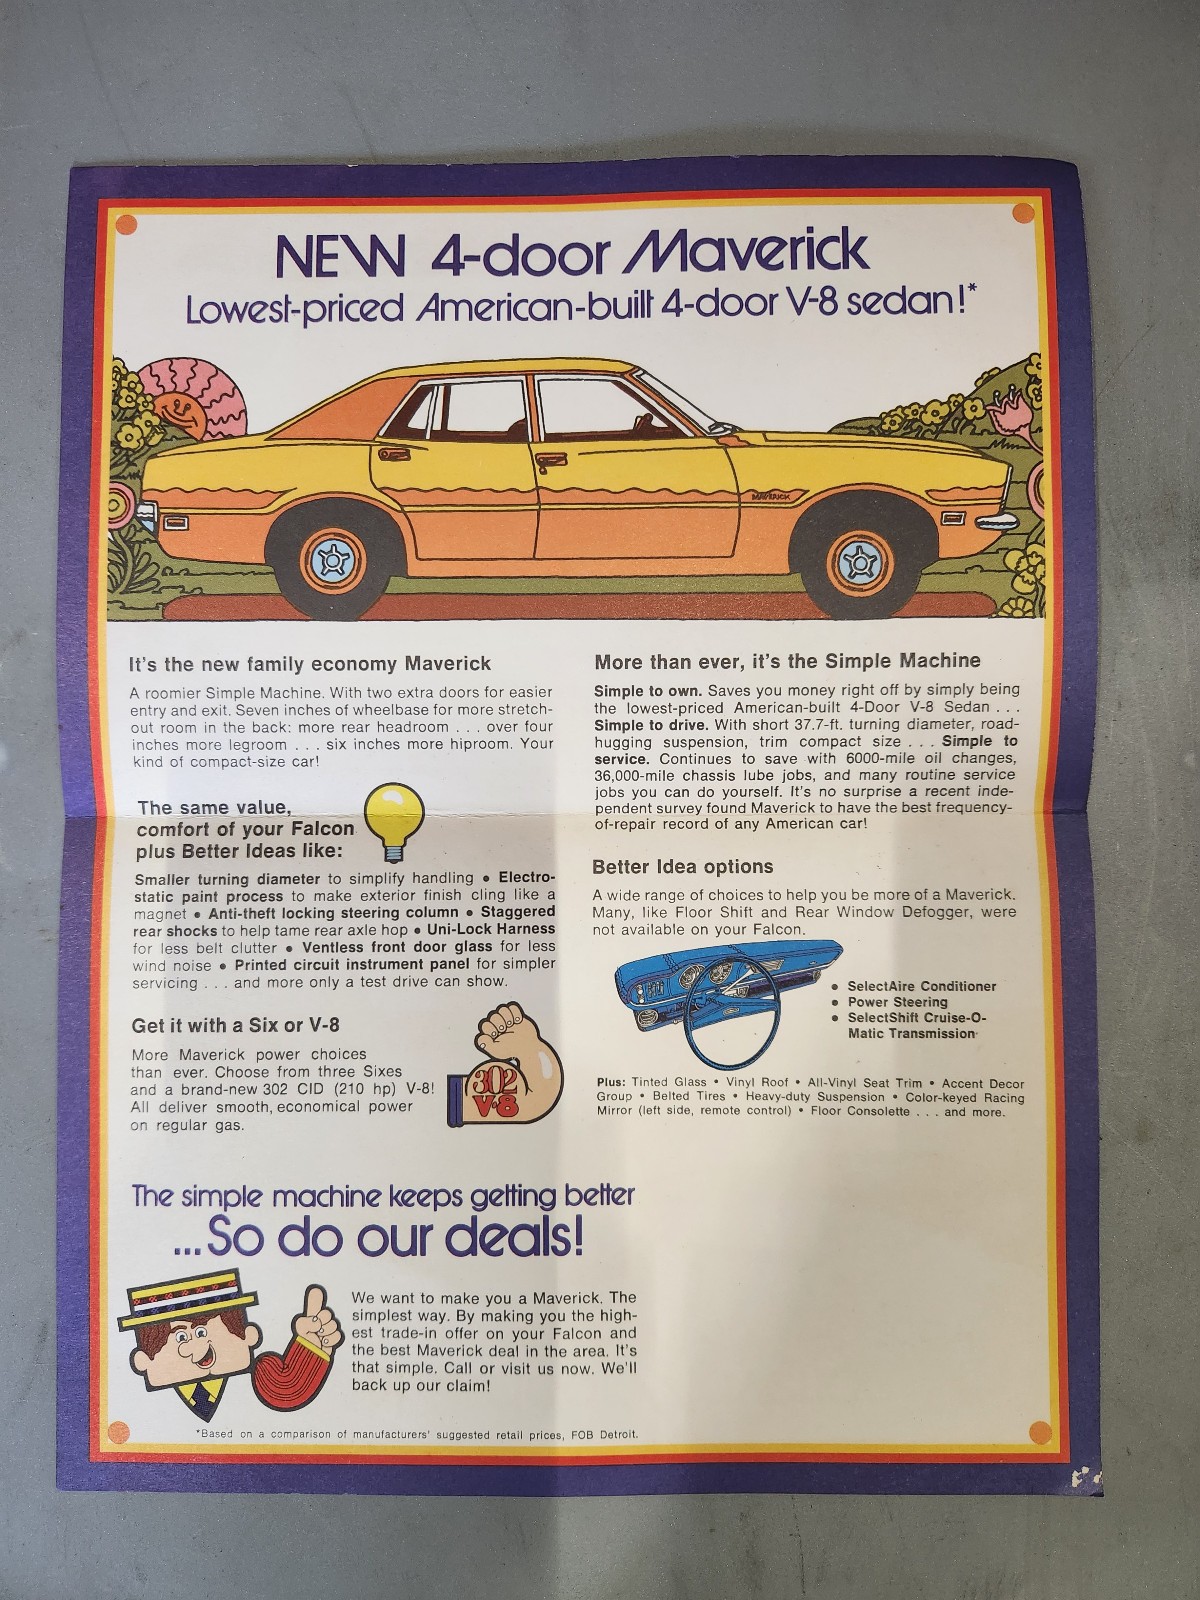 NEW 4-door Maverick
Lowest-priced American-built 4-door V-8 sedan!*
MAVERICK
It's the new family economy Maverick
A roomier Simple Machine. With two extra doors for easier
entry and exit. Seven inches of wheelbase for more stretch-
out room in the back: more rear headroom . . . over four
inches more legroom . . . six inches more hiproom. Your
kind of compact-size car!
The same value,
comfort of your Falcon
plus Better Ideas like:
Smaller turning diameter to simplify handling • Electro-
static paint process to make exterior finish cling like a
magnet • Anti-theft locking steering column • Staggered
rear shocks to help tame rear axle hop • Uni-Lock Harness
for less belt clutter • Ventless front door glass for less
wind noise • Printed circuit instrument panel for simpler
servicing . . . and more only a test drive can show.
Get it with a Six or V-8
More Maverick power choices
than ever. Choose from three Sixes
and a brand-new 302 CID (210 hp) V-8!
All deliver smooth, economical power
on regular gas.
302
V-8
More than ever, it's the Simple Machine
Simple to own. Saves you money right off by simply being
the lowest-priced American-built 4-Door V-8 Sedan . . .
Simple to drive. With short 37.7-ft. turning diameter, road-
hugging suspension, trim compact size . . . Simple to
service. Continues to save with 6000-mile oil changes,
36,000-mile chassis lube jobs, and many routine service
jobs you can do yourself. It's no surprise a recent inde-
pendent survey found Maverick to have the best frequency-
of-repair record of any American car!
Better Idea options
A wide range of choices to help you be more of a Maverick.
Many, like Floor Shift and Rear Window Defogger, were
not available on your Falcon.
• SelectAire Conditioner
• Power Steering
• SelectShift Cruise-O-
Matic Transmission
Plus: Tinted Glass • Vinyl Roof • All-Vinyl Seat Trim • Accent Decor
Group • Belted Tires • Heavy-duty Suspension • Color-keyed Racing
Mirror (left side, remote control) • Floor Consolette . . . and more.
The simple machine keeps getting better
...So do our deals!
We want to make you a Maverick. The
simplest way. By making you the high-
est trade-in offer on your Falcon and
the best Maverick deal in the area. It's
that simple. Call or visit us now. We'll
back up our claim!
*Based on a comparison of manufacturers' suggested retail prices, FOB Detroit.